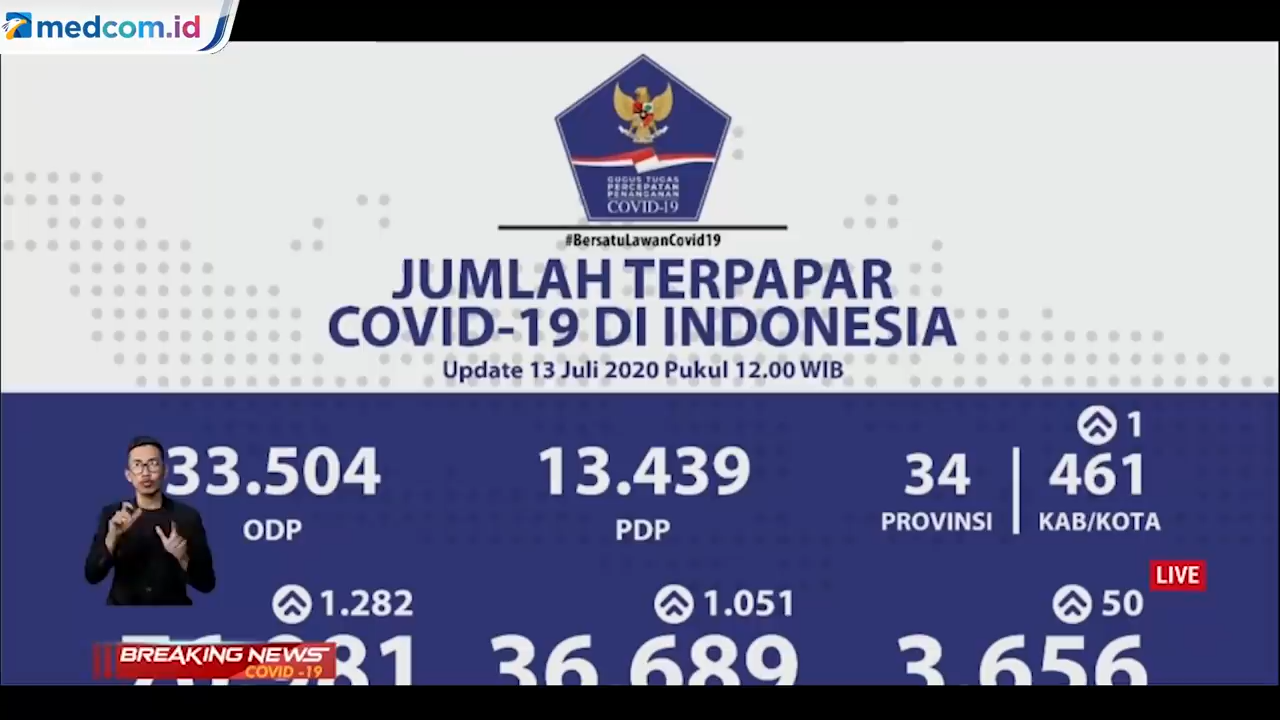 medcom.id
GUGUS TUGAS
PERCEPATAN
PENANGANAN
COVID-19
#BersatuLawanCovid19
JUMLAH TERPAPAR
COVID-19 DI INDONESIA
Update 13 Juli 2020 Pukul 12.00 WIB
1
33.504
13.439
34
461
ODP
PDP
PROVINSI
KAB/KOTA
LIVE
1.282
1.051
50
36.689
3.656
BREAKING NEWS
COVID -19